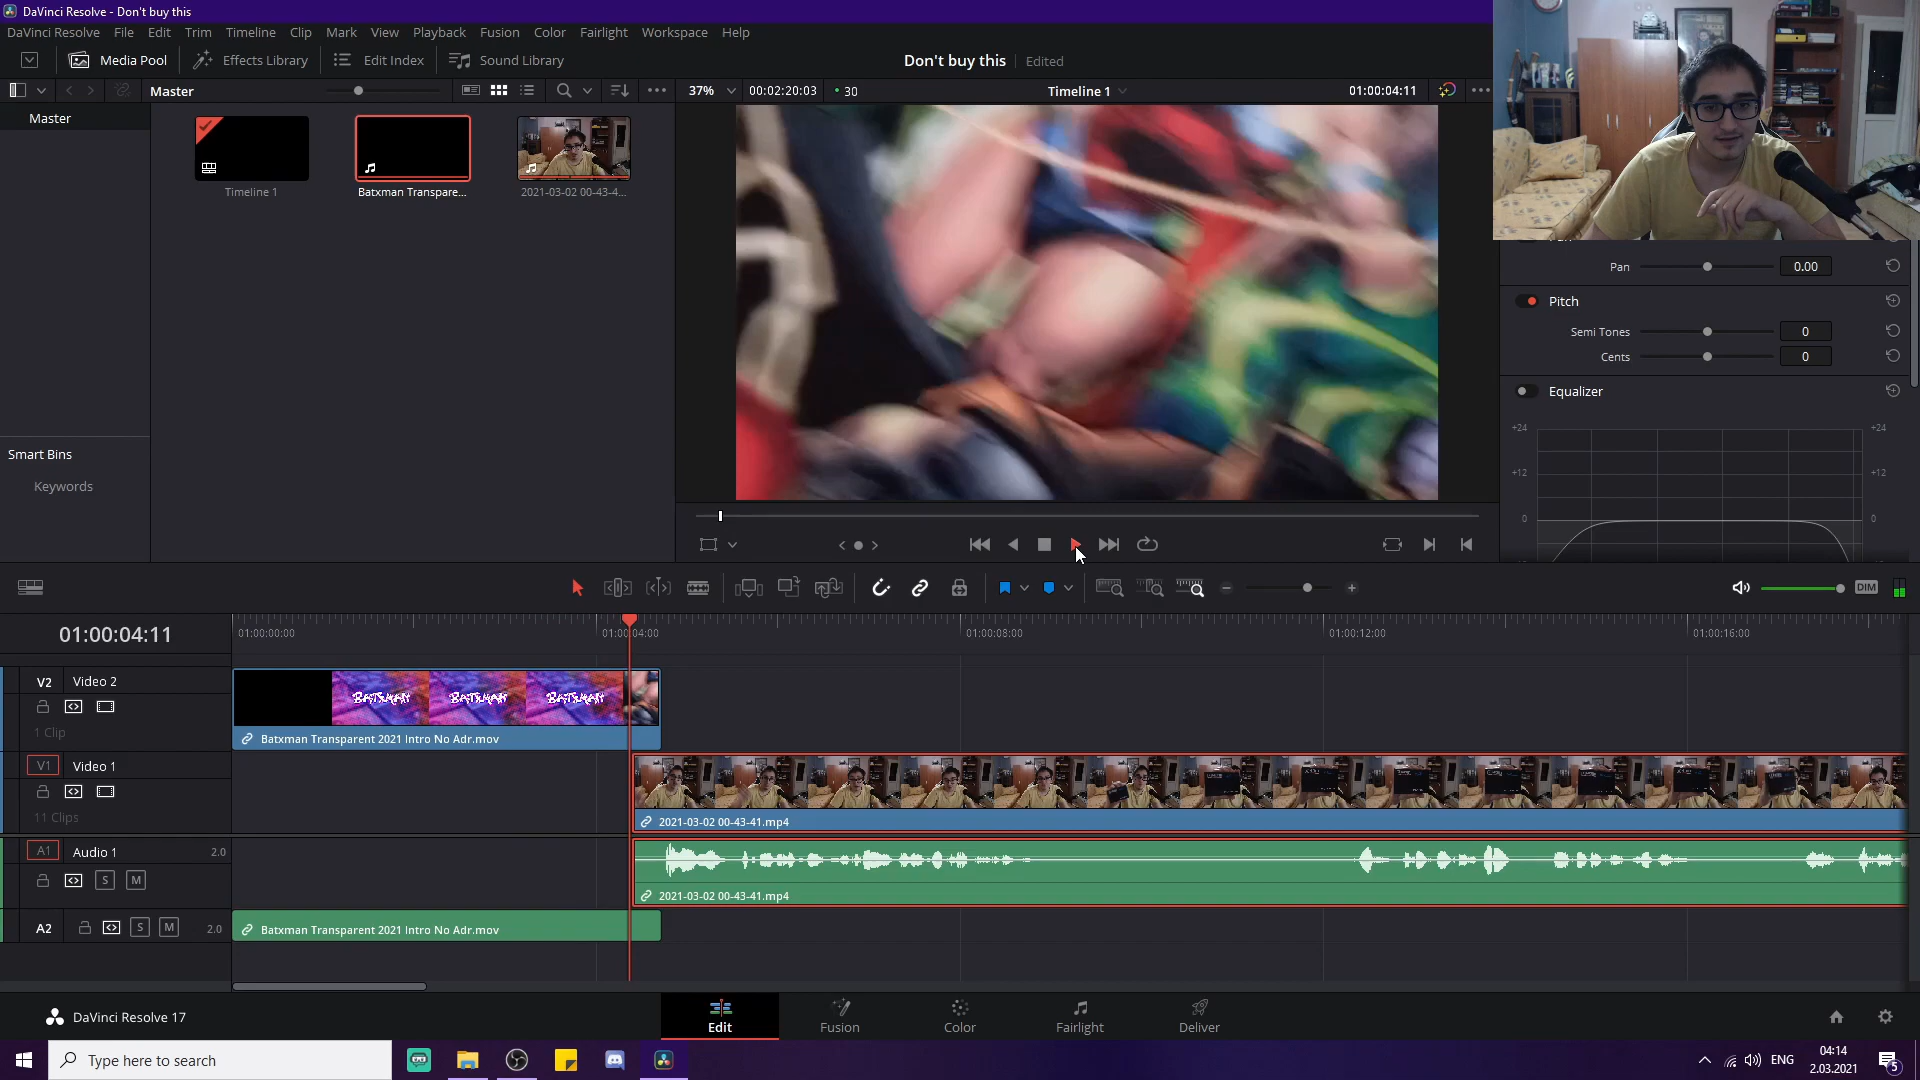 DaVinci Resolve - Don't buy this
DaVinci Resolve File Edit Trim Timeline Clip Mark View Playback Fusion Color Fairlight Workspace Help
Media Pool Effects Library Edit Index Sound Library Don't buy this Edited
Master 37% 00:02:20:03 30 Timeline 1 01:00:04:11
Master
Timeline 1 Batxman Transpare... 2021-03-02 00-43-4...
Pan 0.00
Pitch
Semi Tones 0
Cents 0
Equalizer
+24 +24
+12 +12
0 0
Smart Bins
Keywords
DIM
01:00:04:11 01:00:00:00 01:00:04:00 01:00:08:00 01:00:12:00 01:00:16:00
V2 Video 2
BATXMAN BATXMAN BATXMAN
1 Clip
Batxman Transparent 2021 Intro No Adr.mov
V1 Video 1
11 Clips
2021-03-02 00-43-41.mp4
A1 Audio 1 2.0
S M
2021-03-02 00-43-41.mp4
A2 S M 2.0
Batxman Transparent 2021 Intro No Adr.mov
DaVinci Resolve 17 Edit Fusion Color Fairlight Deliver
Type here to search
ENG 04:14
2.03.2021
5